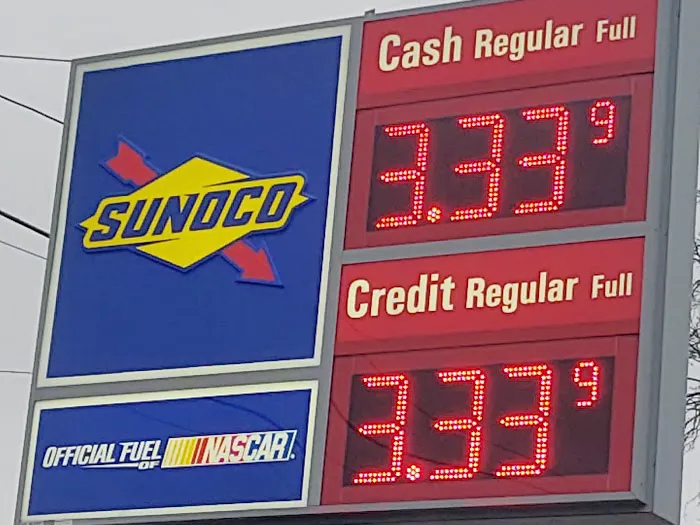 SUNOCO
OFFICIAL FUEL OF NASCAR
Cash Regular Full
3.33 9
Credit Regular Full
3.33 9